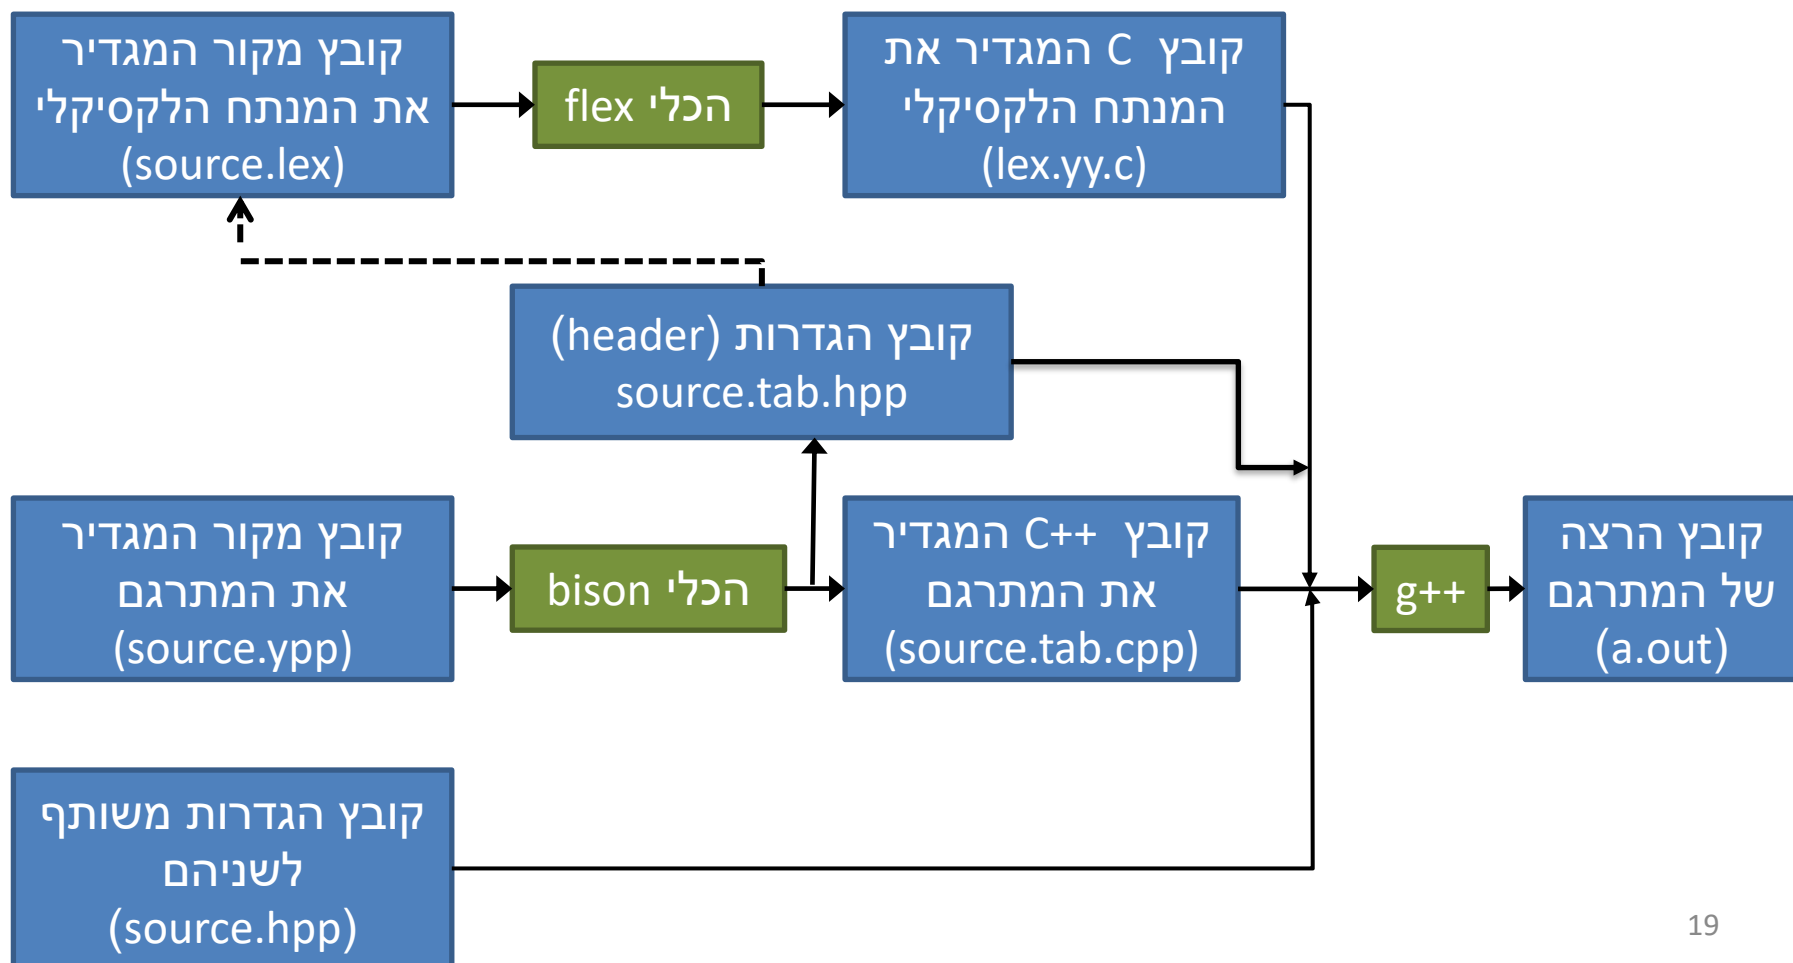 קובץ מקור המגדיר
את המנתח הלקסיקלי
(source.lex)
הכלי flex
קובץ C המגדיר את
המנתח הלקסיקלי
(lex.yy.c)
קובץ הגדרות (header)
source.tab.hpp
קובץ מקור המגדיר
את המתרגם
(source.ypp)
הכלי bison
קובץ C++ המגדיר
את המתרגם
(source.tab.cpp)
g++
קובץ הרצה
של המתרגם
(a.out)
קובץ הגדרות משותף
לשניהם
(source.hpp)
19